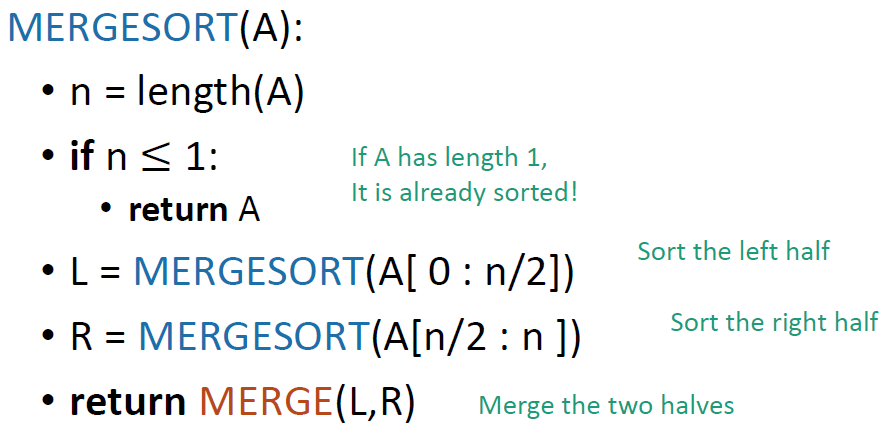 MERGESORT(A):
• n = length(A)
• if n ≤ 1:
If A has length 1,
It is already sorted!
• return A
• L = MERGESORT(A[ 0 : n/2])
Sort the left half
• R = MERGESORT(A[n/2 : n ])
Sort the right half
• return MERGE(L,R)
Merge the two halves